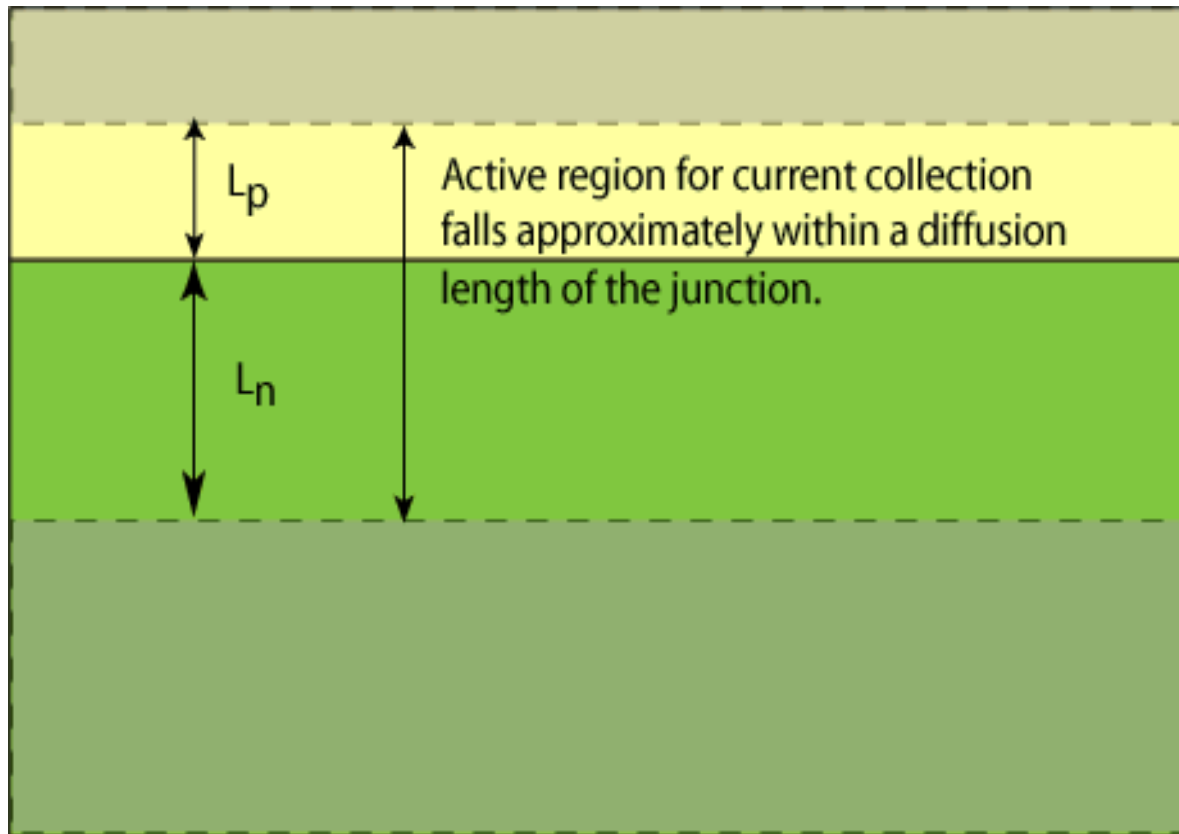 Lp
Active region for current collection
falls approximately within a diffusion
length of the junction.
Ln